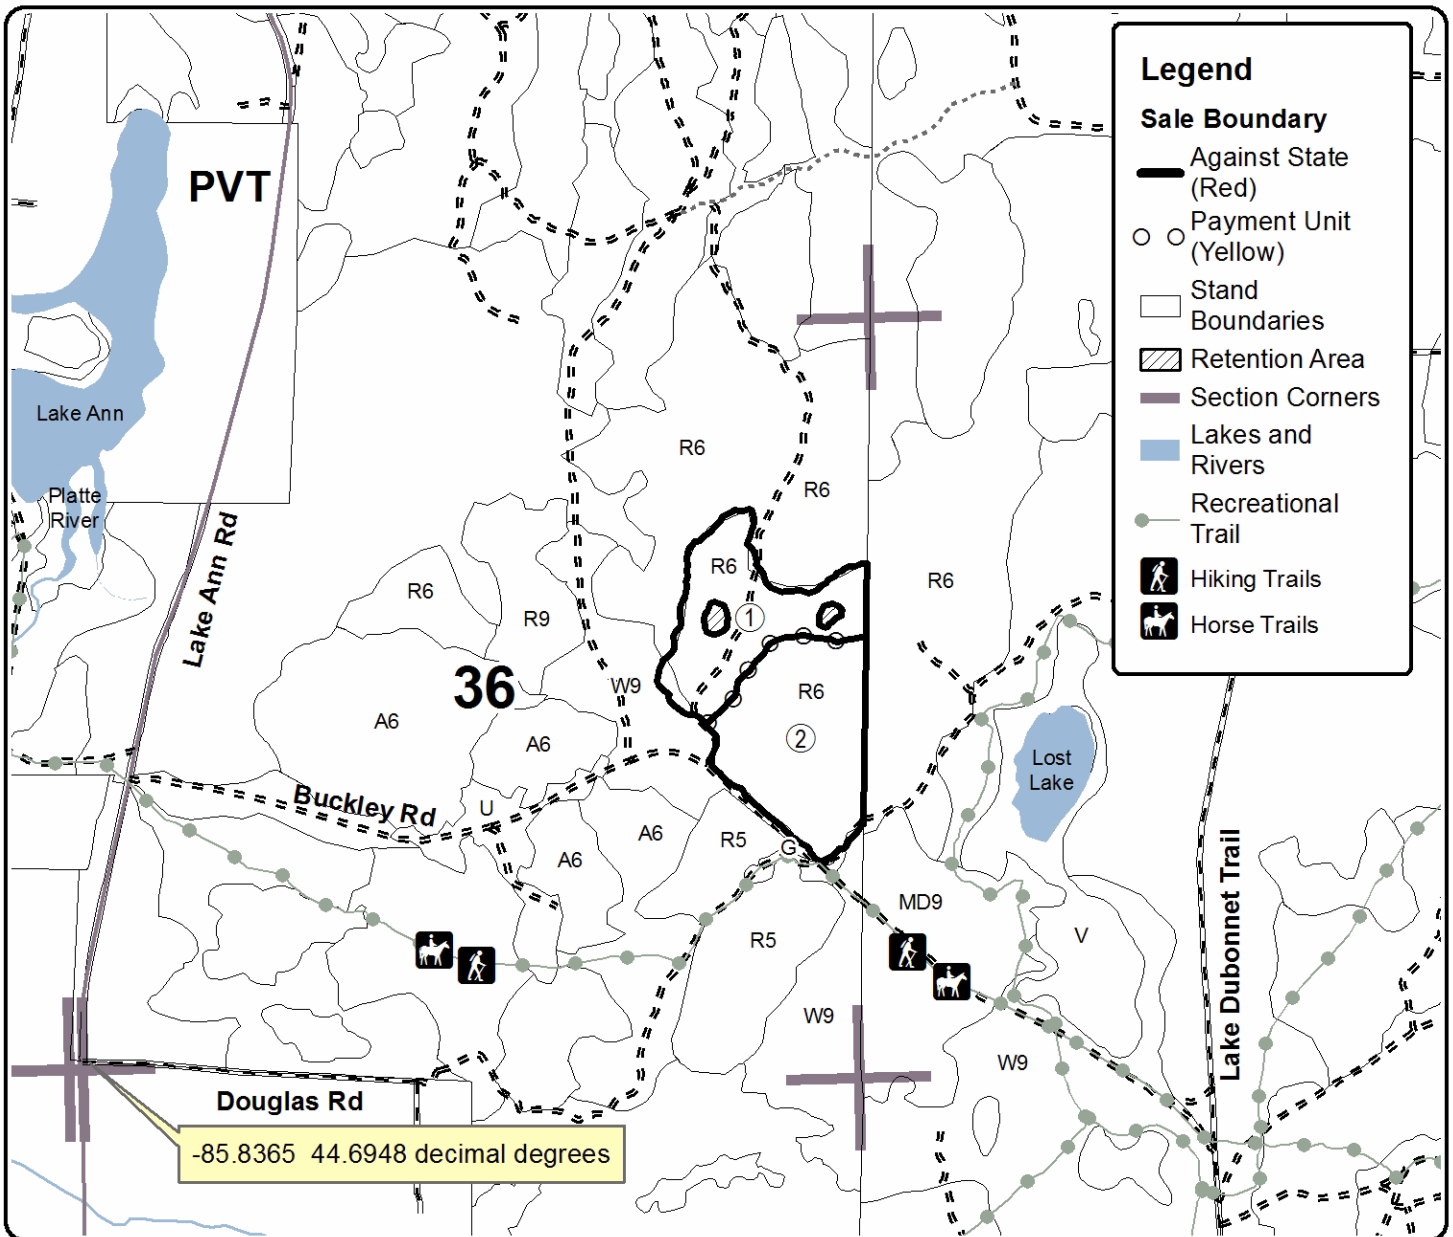 Legend
Sale Boundary
Against State
(Red)
Payment Unit
(Yellow)
Stand
Boundaries
Retention Area
Section Corners
Lakes and
Rivers
Recreational
Trail
Hiking Trails
Horse Trails
PVT
Lake Ann
Platte
River
Lake Ann Rd
R6
R6
R6
R6
R6
R9
36
W9
R6
A6
A6
1
2
Lost
Lake
Buckley Rd
U
A6
R5
G
A6
MD9
V
R5
W9
W9
Lake Dubonnet Trail
Douglas Rd
-85.8365 44.6948 decimal degrees